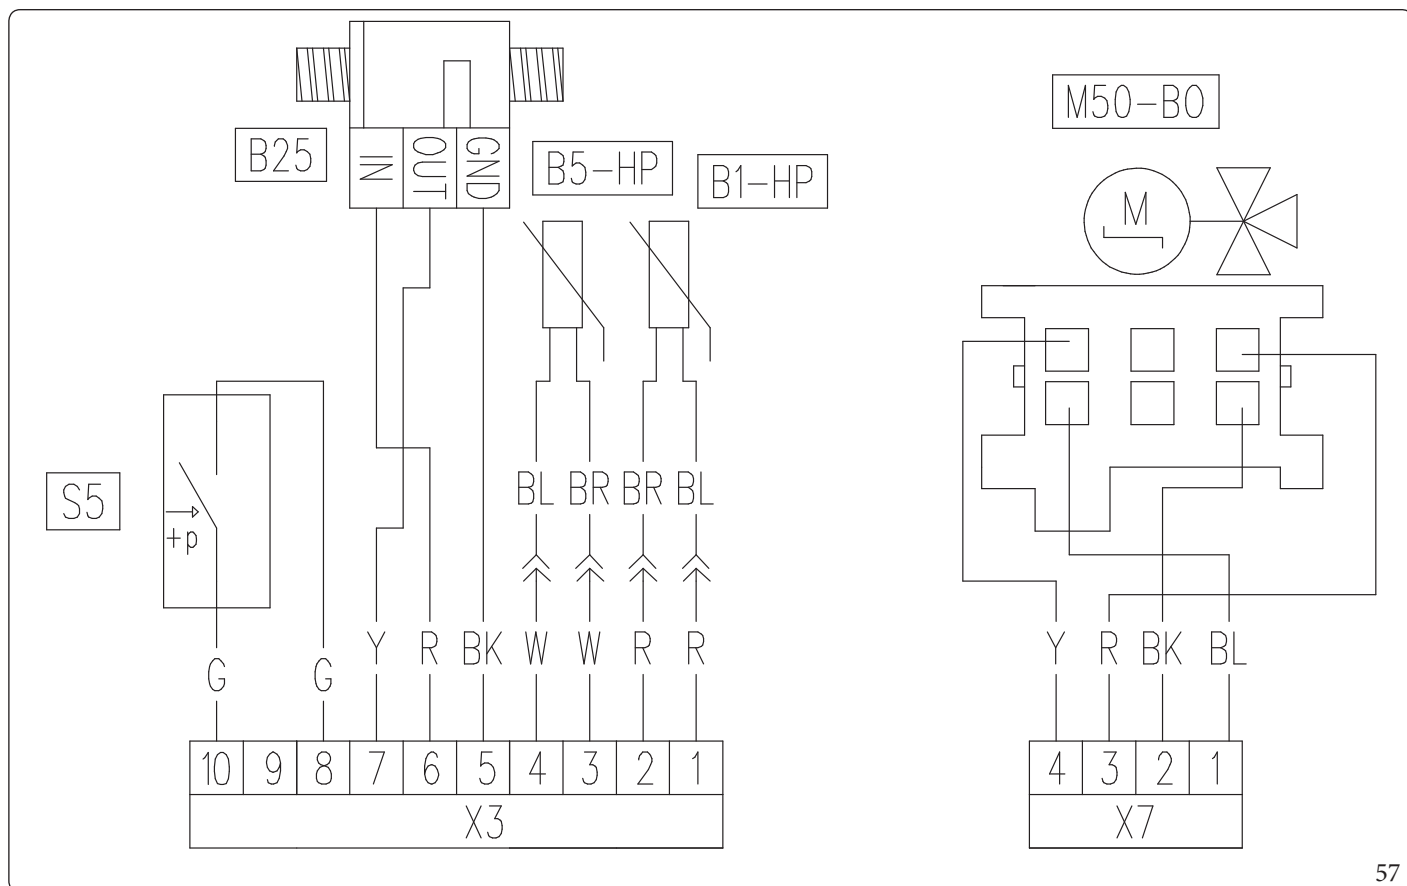 M50-B0
B25
IN
OUT
GND
B5-HP
B1-HP
M
S5
+p
BL BR BR BL
G G Y R BK W W R R
Y R BK BL
10 9 8 7 6 5 4 3 2 1
X3
4 3 2 1
X7
57